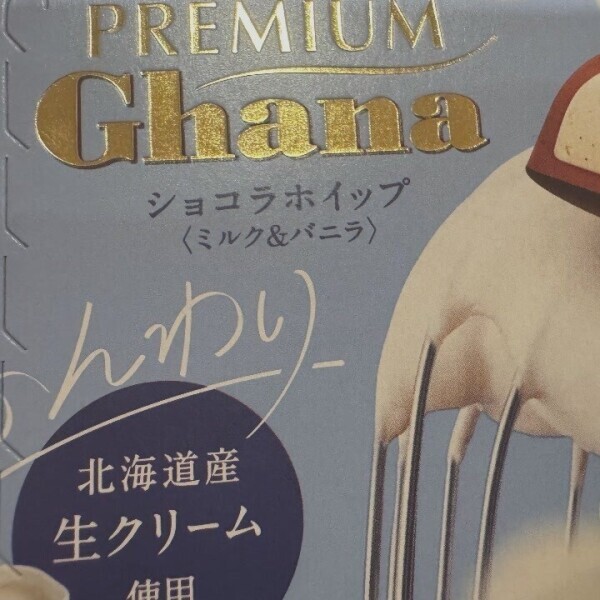 PREMIUM
Ghana
ショコラホイップ
〈ミルク&バニラ〉
んわり
北海道産
生クリーム
使用